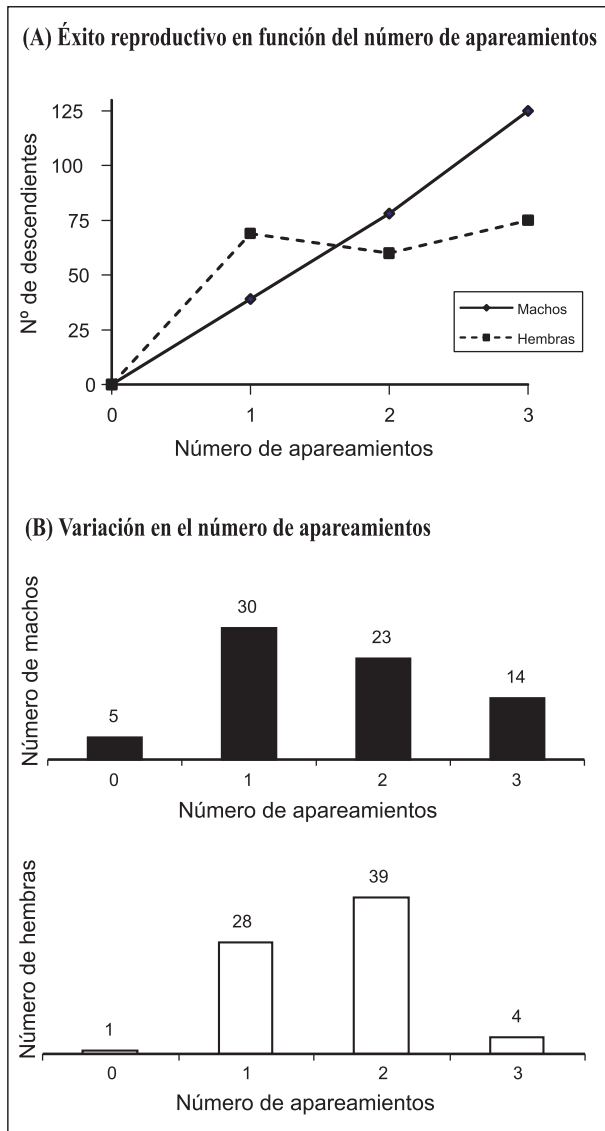 (A) Éxito reproductivo en función del número de apareamientos
Nº de descendientes
125
100
75
50
25
0
0 1 2 3
Número de apareamientos
Machos
Hembras
(B) Variación en el número de apareamientos
Número de machos
5 30 23 14
0 1 2 3
Número de apareamientos
Número de hembras
1 28 39 4
0 1 2 3
Número de apareamientos